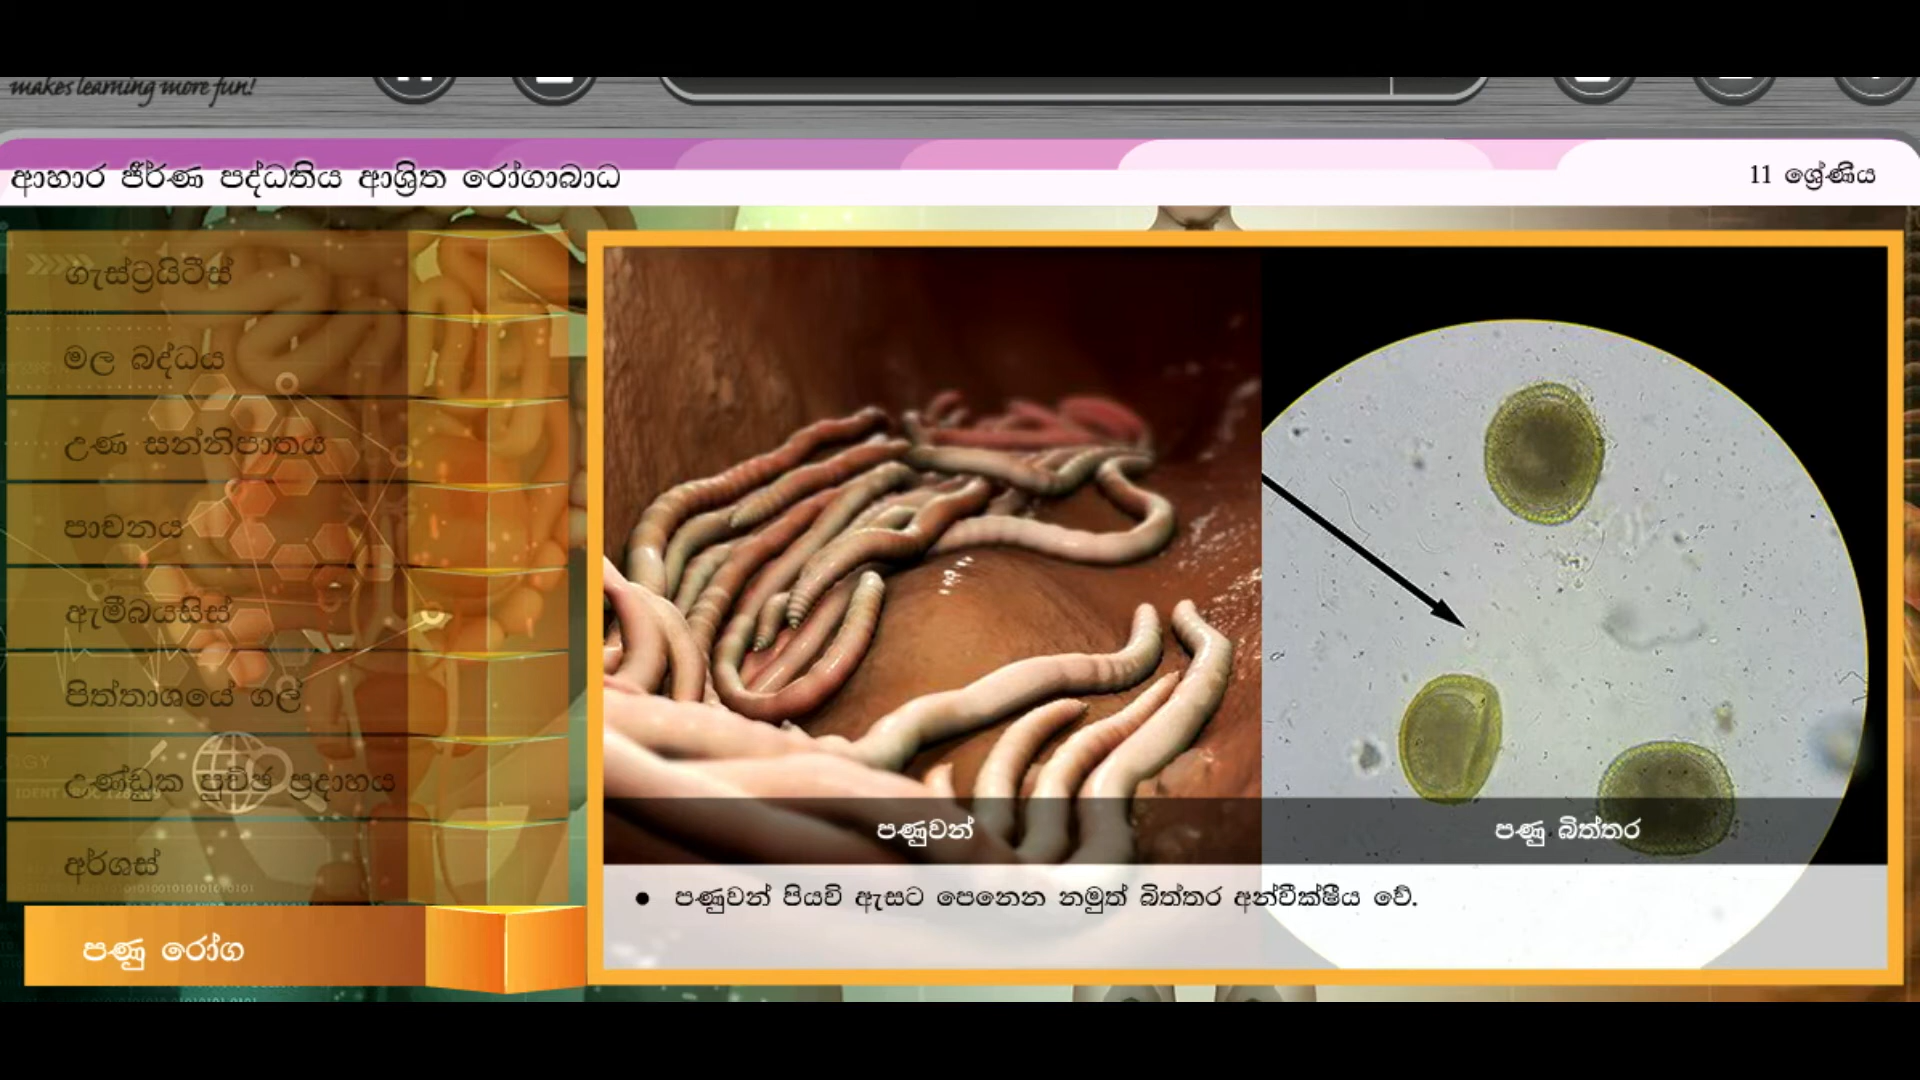 makes learning more fun!
ආහාර ජීර්ණ පද්ධතිය ආශ්‍රිත රෝගාබාධ
11 ශ්‍රේණිය
ගැස්ට්‍රයිටීස්
මල බද්ධය
උණ සන්නිපාතය
පාචනය
ඇමීබයසිස්
පිත්තාශයේ ගල්
උණ්ඩුක පුච්ඡ ප්‍රදාහය
අර්ශස්
පණු රෝග
පණුවන්
පණු බිත්තර
● පණුවන් පියවි ඇසට පෙනෙන නමුත් බිත්තර අන්වීක්ෂීය වේ.